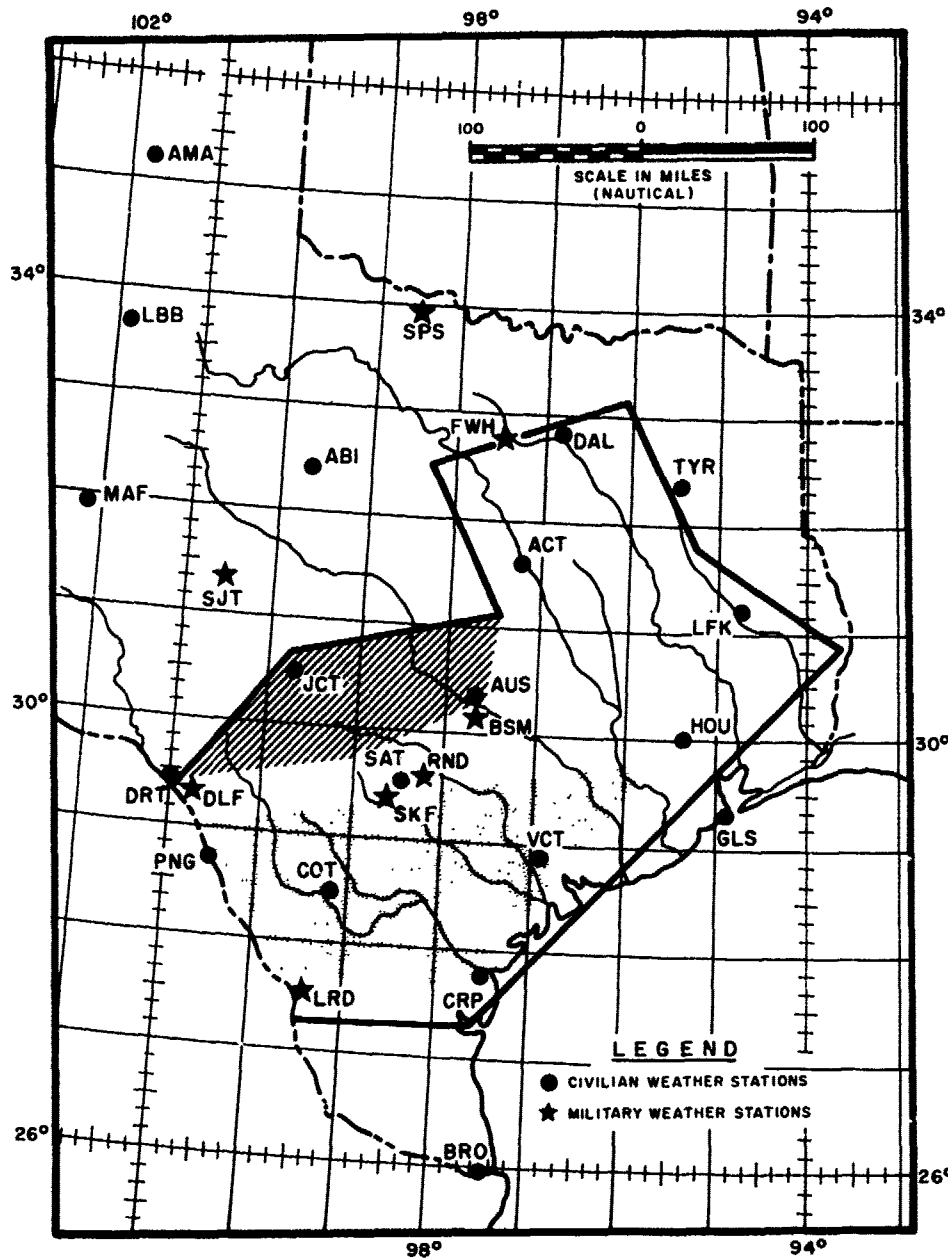 102° 98° 94°
100 0 100
SCALE IN MILES
(NAUTICAL)
AMA
34°
LBB
34°
SPS
FWH
DAL
ABI
TYR
MAF
ACT
SJT
LFK
JCT
AUS
30°
BSM
HOU
30°
SAT
RND
DRT
DLF
SKF
GLS
PNG
VCT
COT
LRD
CRP
LEGEND
CIVILIAN WEATHER STATIONS
MILITARY WEATHER STATIONS
26°
BRO
26°
98° 94°